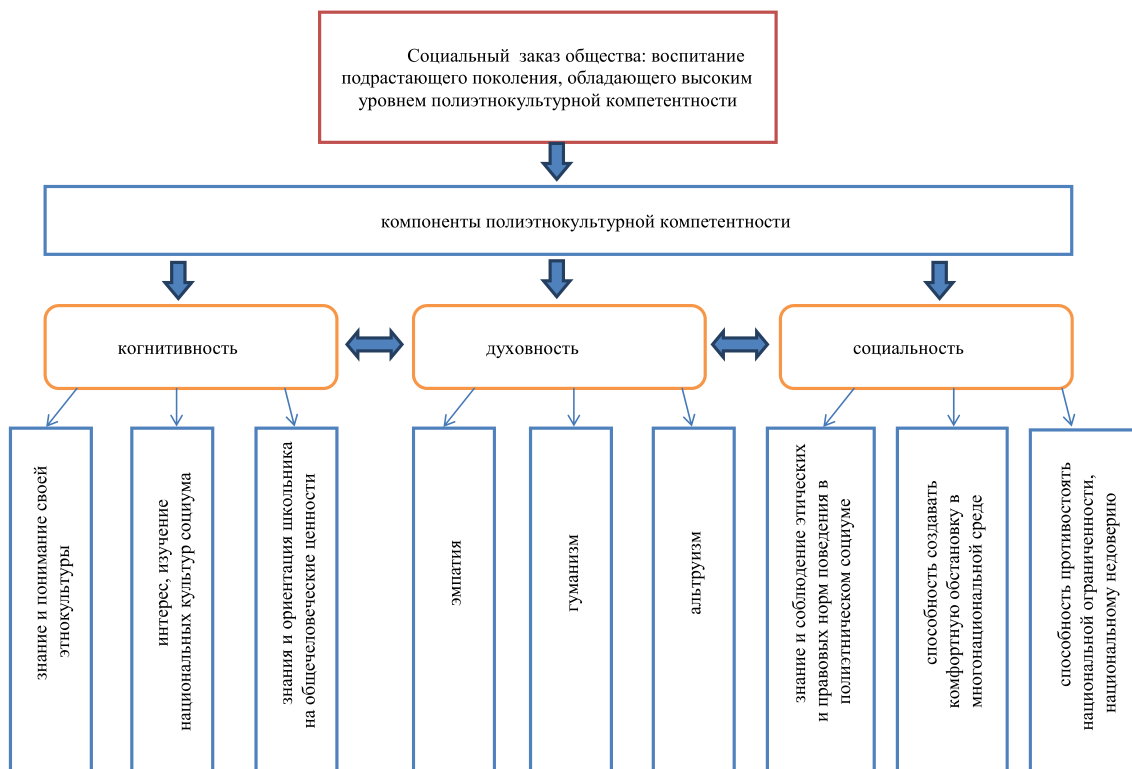 Социальный заказ общества: воспитание
подрастающего поколения, обладающего высоким
уровнем полиэтнокультурной компетентности
компоненты полиэтнокультурной компетентности
когнитивность
духовность
социальность
знание и понимание своей
этнокультуры
интерес, изучение
национальных культур социума
знания и ориентация школьника
на общечеловеческие ценности
эмпатия
гуманизм
альтруизм
знание и соблюдение этических
и правовых норм поведения в
полиэтническом социуме
способность создавать
комфортную обстановку в
многонациональной среде
способность противостоять
национальной ограниченности,
национальному недоверию